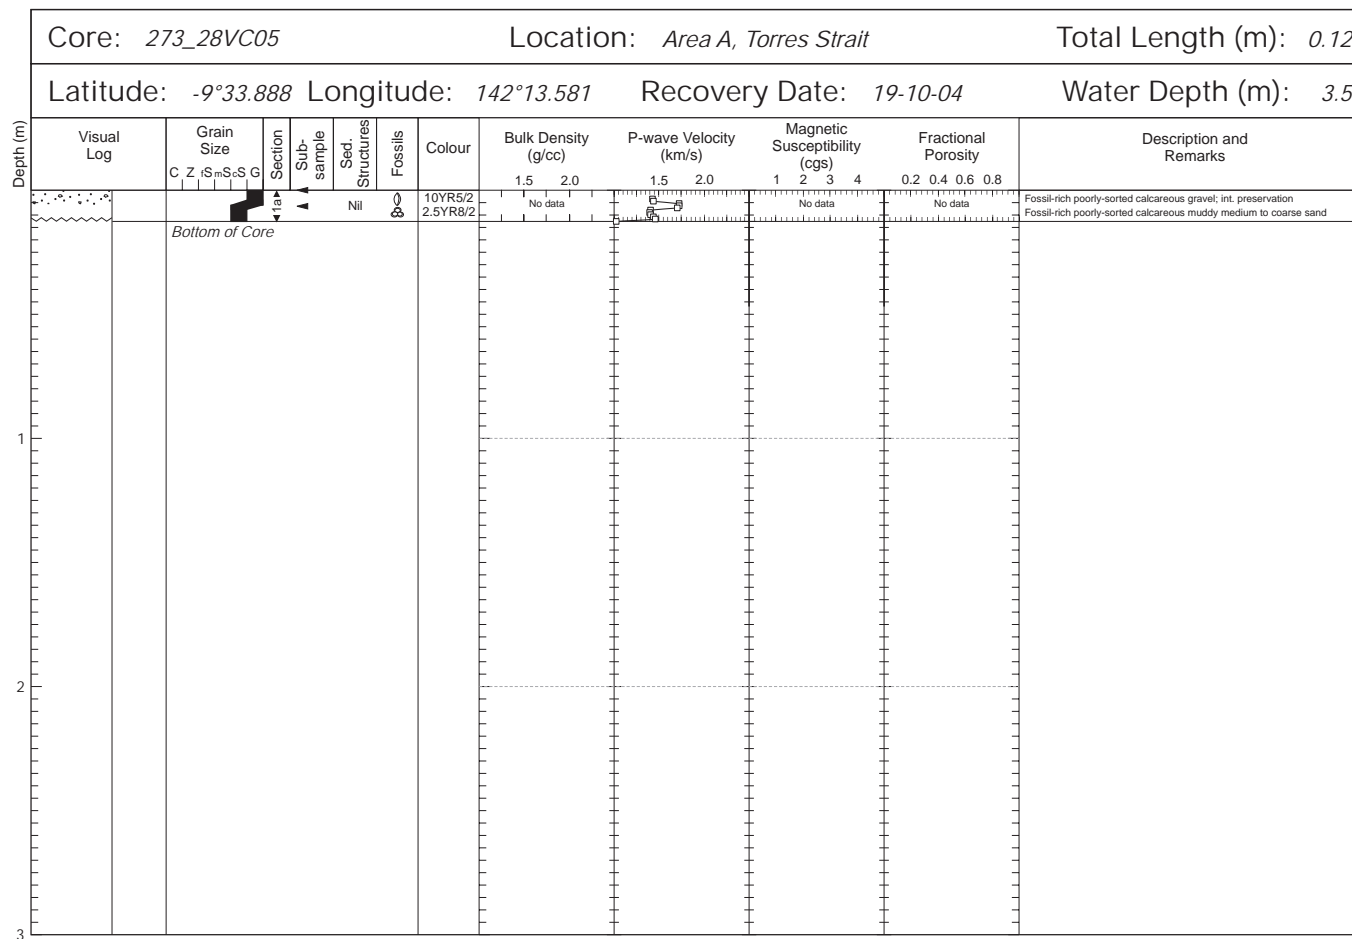 Core: 273_28VC05 Location: Area A, Torres Strait Total Length (m): 0.12
Latitude: -9°33.888 Longitude: 142°13.581 Recovery Date: 19-10-04 Water Depth (m): 3.5
Depth (m)
Visual
Log
Grain
Size
C Z fS mS cS G
Section
Sub-
sample
Sed.
Structures
Fossils
Colour
Bulk Density
(g/cc)
1.5 2.0
P-wave Velocity
(km/s)
1.5 2.0
Magnetic
Susceptibility
(cgs)
1 2 3 4
Fractional
Porosity
0.2 0.4 0.6 0.8
Description and
Remarks
1a
Nil
10YR5/2
2.5YR8/2
No data
No data
No data
Fossil-rich poorly-sorted calcareous gravel; int. preservation
Fossil-rich poorly-sorted calcareous muddy medium to coarse sand
Bottom of Core
1
2
3